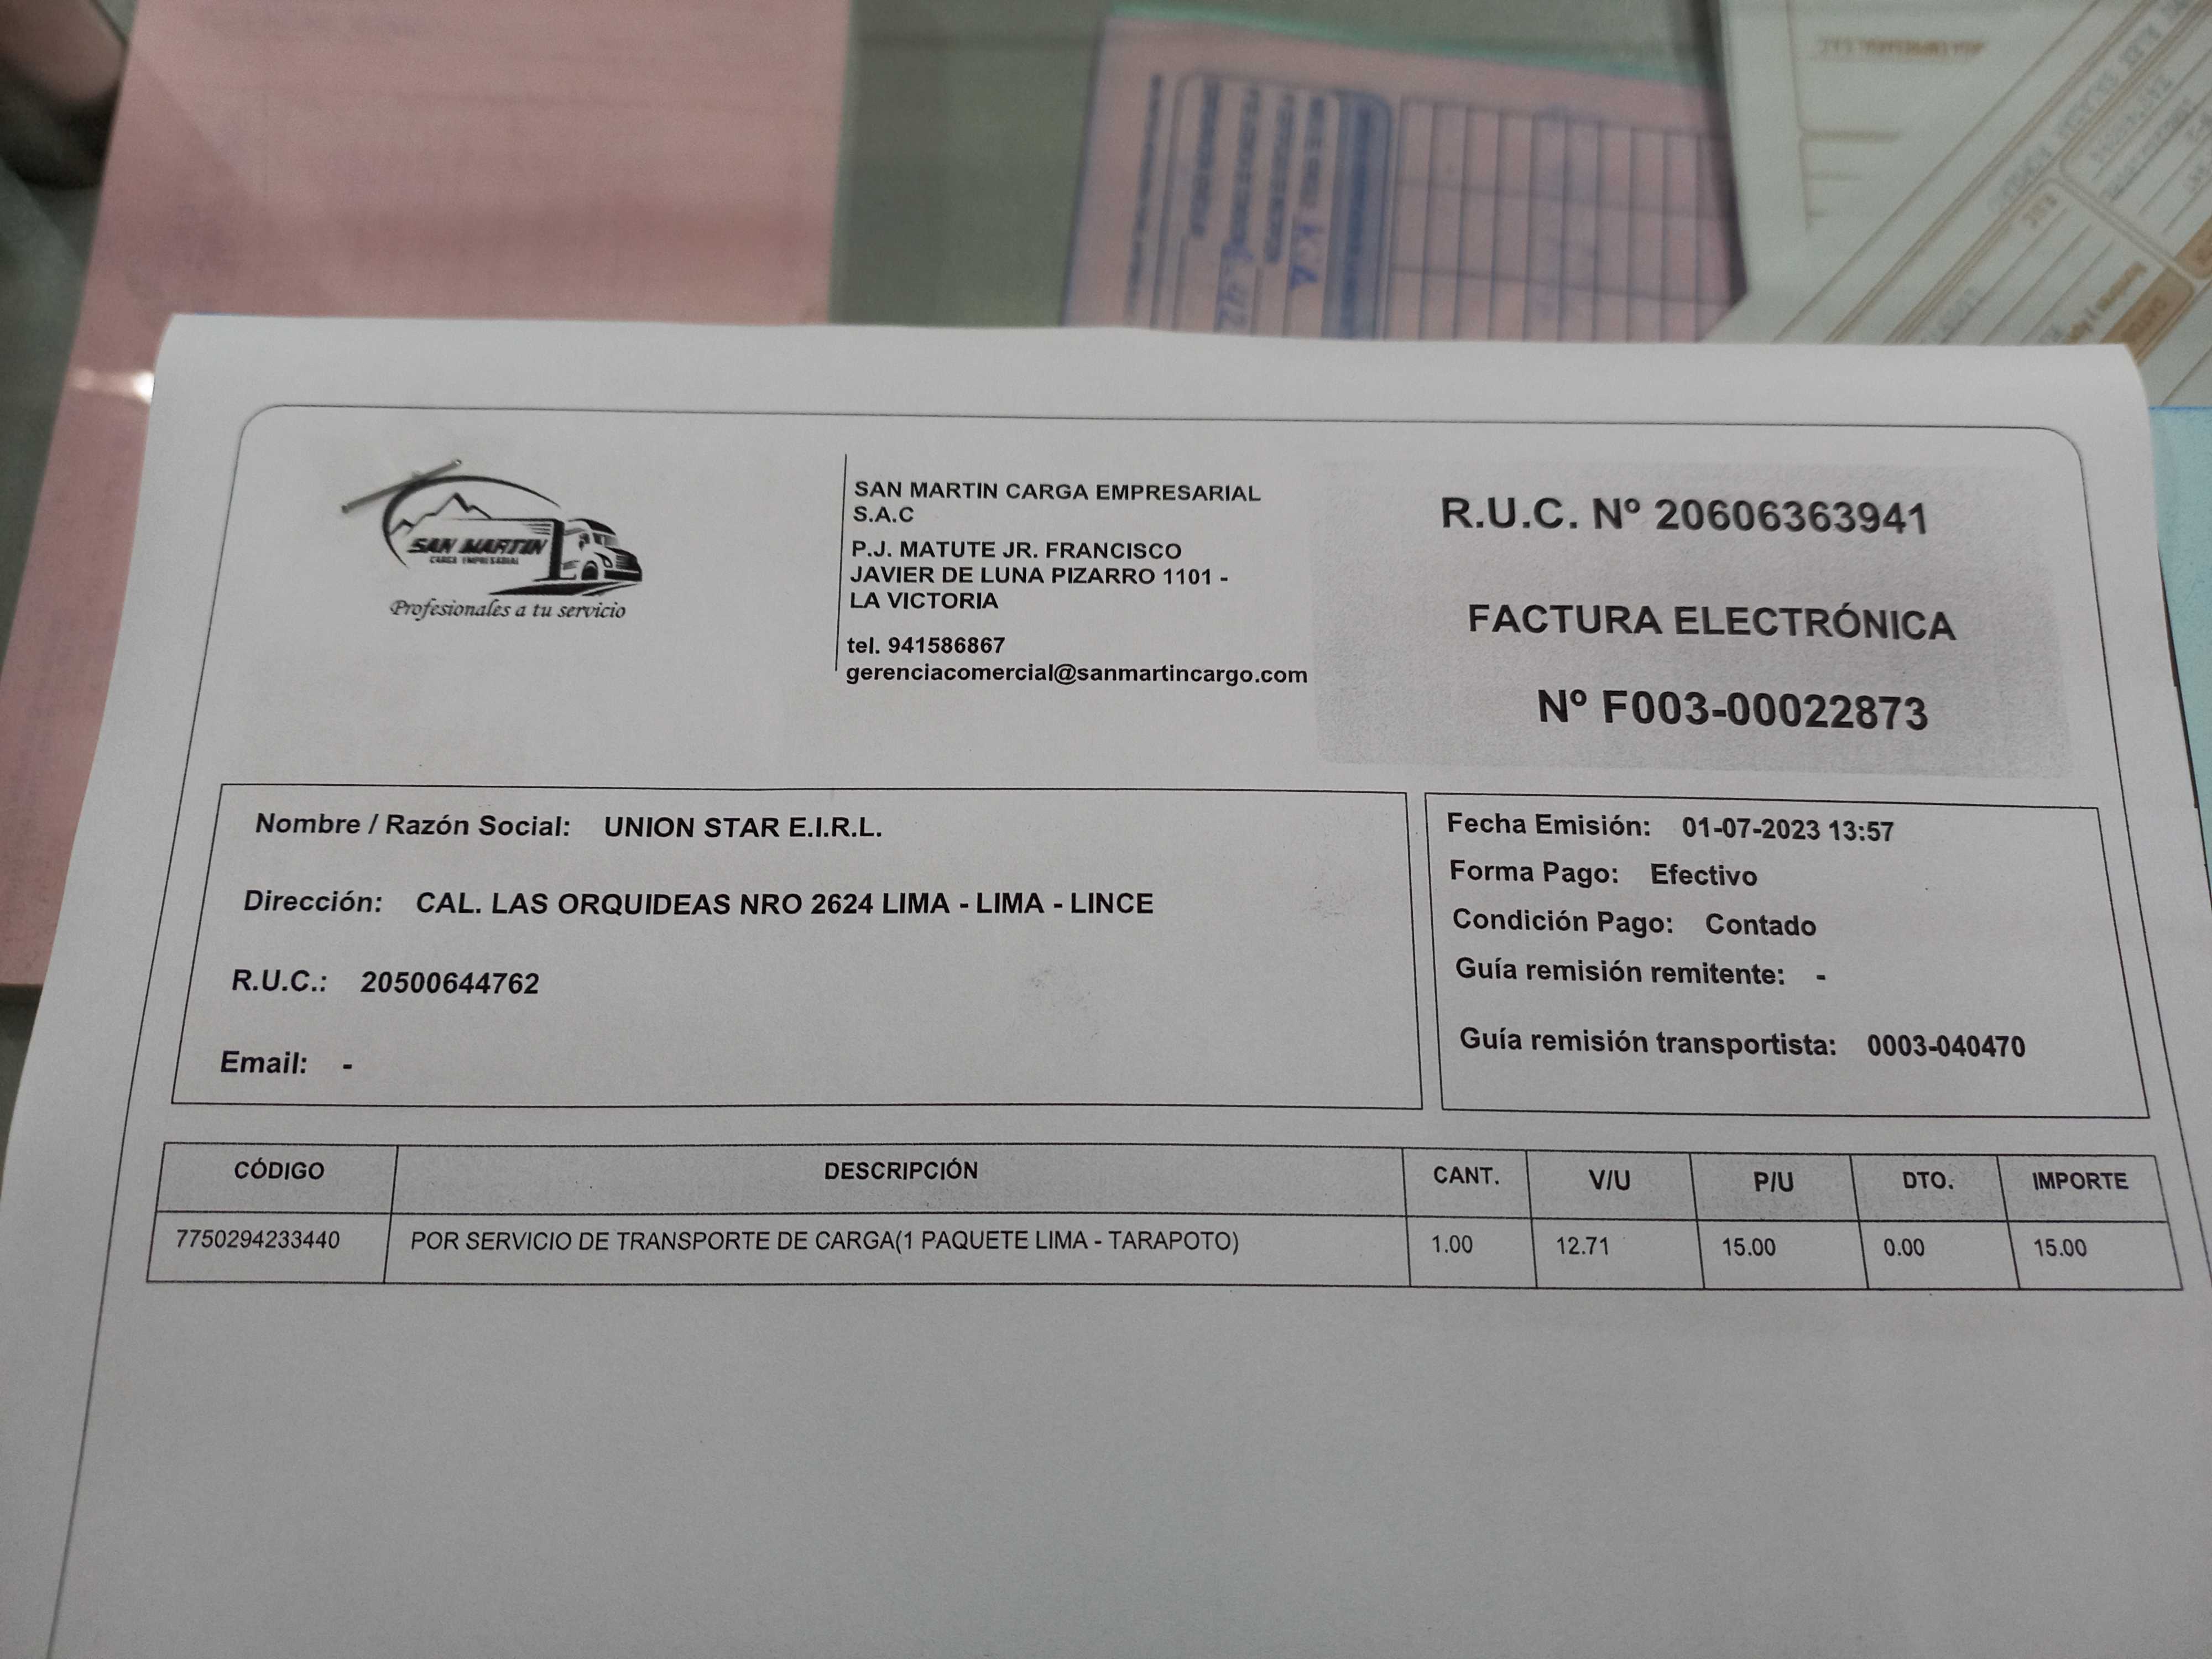 SAN MARTIN
CARGA EMPRESARIAL
Profesionales a tu servicio
SAN MARTIN CARGA EMPRESARIAL
S.A.C
P.J. MATUTE JR. FRANCISCO
JAVIER DE LUNA PIZARRO 1101 -
LA VICTORIA
tel. 941586867
gerenciacomercial@sanmartincargo.com
R.U.C. Nº 20606363941
FACTURA ELECTRÓNICA
Nº F003-00022873
Nombre / Razón Social: UNION STAR E.I.R.L.
Dirección: CAL. LAS ORQUIDEAS NRO 2624 LIMA - LIMA - LINCE
R.U.C.: 20500644762
Email: -
Fecha Emisión: 01-07-2023 13:57
Forma Pago: Efectivo
Condición Pago: Contado
Guía remisión remitente: -
Guía remisión transportista: 0003-040470
CÓDIGO DESCRIPCIÓN CANT. V/U P/U DTO. IMPORTE
7750294233440 POR SERVICIO DE TRANSPORTE DE CARGA(1 PAQUETE LIMA - TARAPOTO) 1.00 12.71 15.00 0.00 15.00